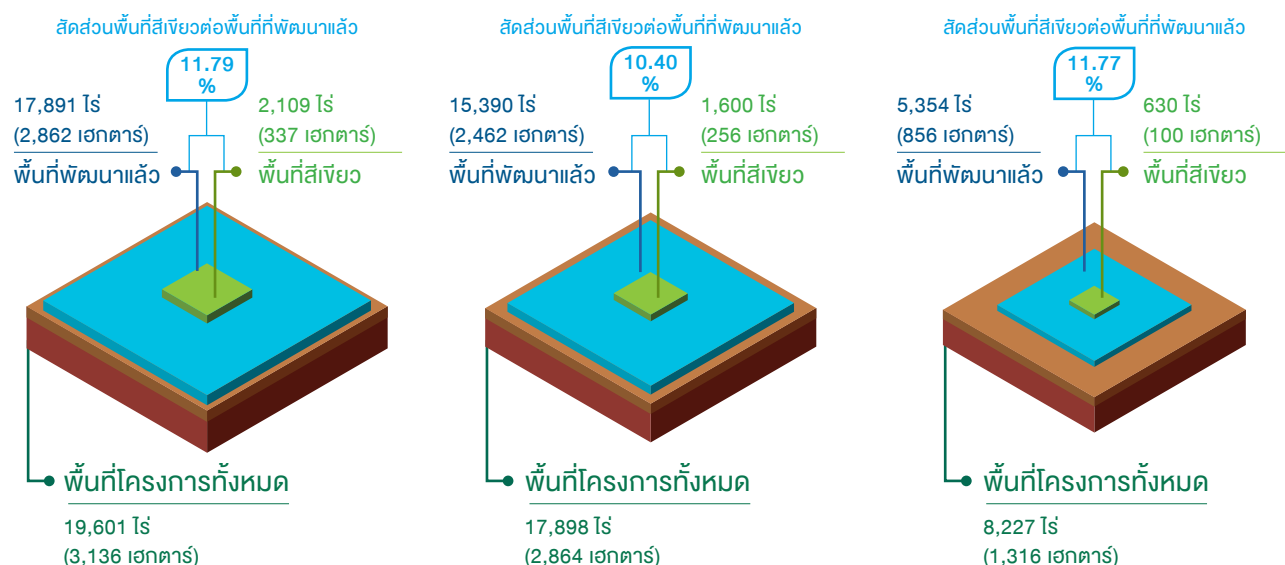 สัดส่วนพื้นที่สีเขียวต่อพื้นที่ที่พัฒนาแล้ว
11.79
%
17,891 ไร่
(2,862 เฮกตาร์)
พื้นที่พัฒนาแล้ว
2,109 ไร่
(337 เฮกตาร์)
พื้นที่สีเขียว
พื้นที่โครงการทั้งหมด
19,601 ไร่
(3,136 เฮกตาร์)
สัดส่วนพื้นที่สีเขียวต่อพื้นที่ที่พัฒนาแล้ว
10.40
%
15,390 ไร่
(2,462 เฮกตาร์)
พื้นที่พัฒนาแล้ว
1,600 ไร่
(256 เฮกตาร์)
พื้นที่สีเขียว
พื้นที่โครงการทั้งหมด
17,898 ไร่
(2,864 เฮกตาร์)
สัดส่วนพื้นที่สีเขียวต่อพื้นที่ที่พัฒนาแล้ว
11.77
%
5,354 ไร่
(856 เฮกตาร์)
พื้นที่พัฒนาแล้ว
630 ไร่
(100 เฮกตาร์)
พื้นที่สีเขียว
พื้นที่โครงการทั้งหมด
8,227 ไร่
(1,316 เฮกตาร์)